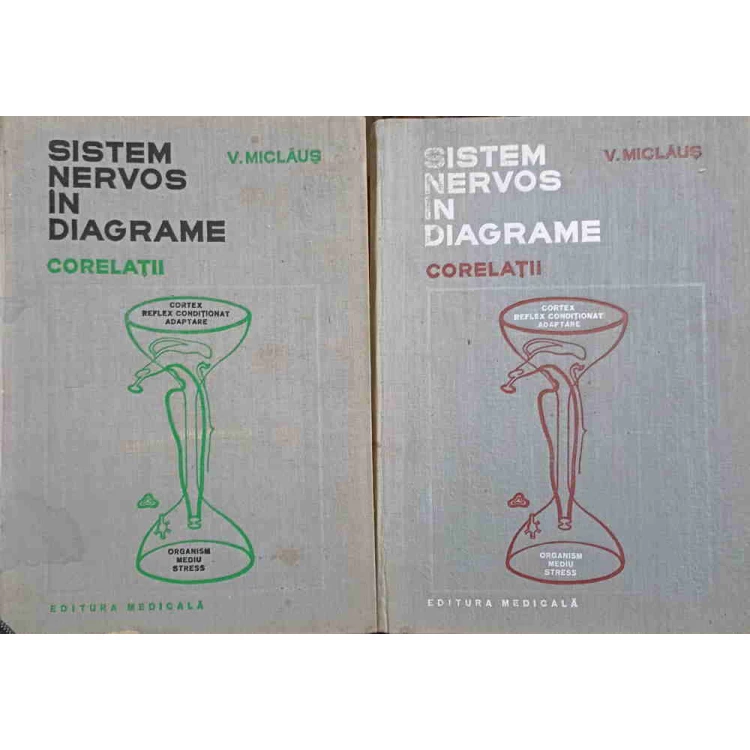 SISTEM
NERVOS
ÎN
DIAGRAME
V. MICLĂUȘ
CORELAȚII
CORTEX
REFLEX CONDIȚIONAT
ADAPTARE
ORGANISM
MEDIU
STRESS
EDITURA MEDICALĂ
SISTEM
NERVOS
ÎN
DIAGRAME
V. MICLĂUȘ
CORELAȚII
CORTEX
REFLEX CONDIȚIONAT
ADAPTARE
ORGANISM
MEDIU
STRESS
EDITURA MEDICALĂ